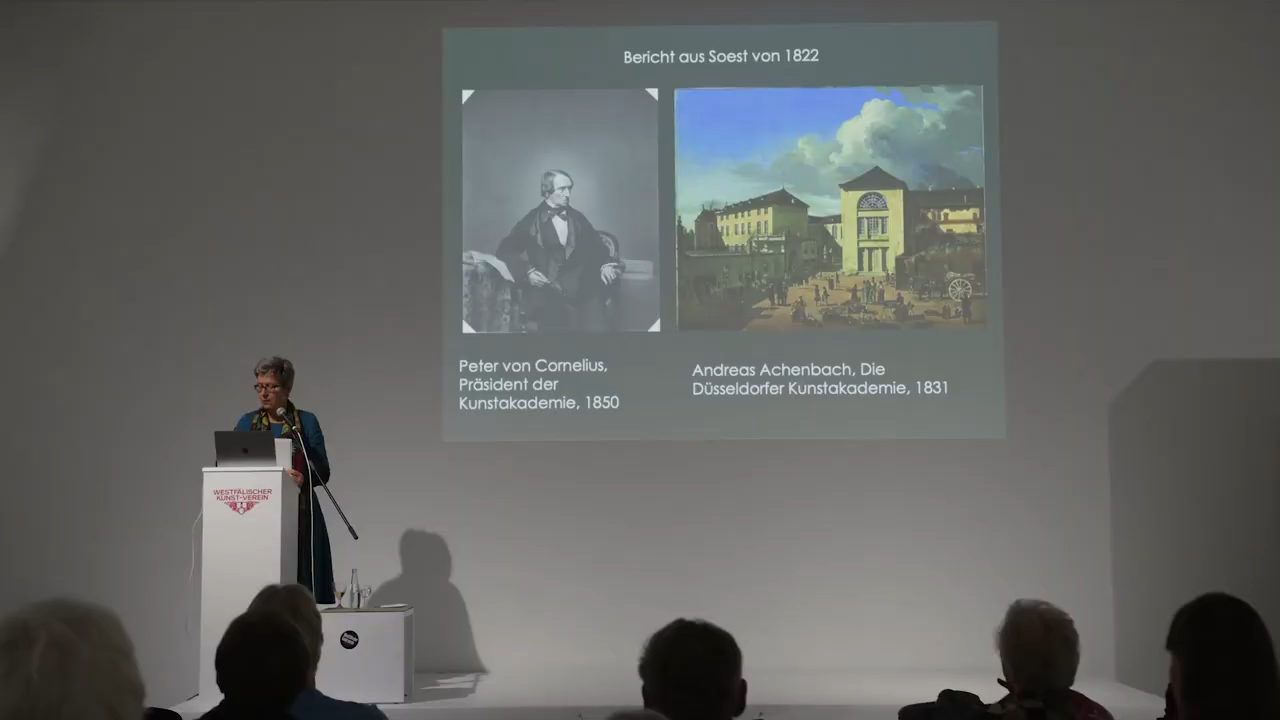 Bericht aus Soest von 1822
Peter von Cornelius,
Präsident der
Kunstakademie, 1850
Andreas Achenbach, Die
Düsseldorfer Kunstakademie, 1831
WESTFÄLISCHER
KUNST-VEREIN